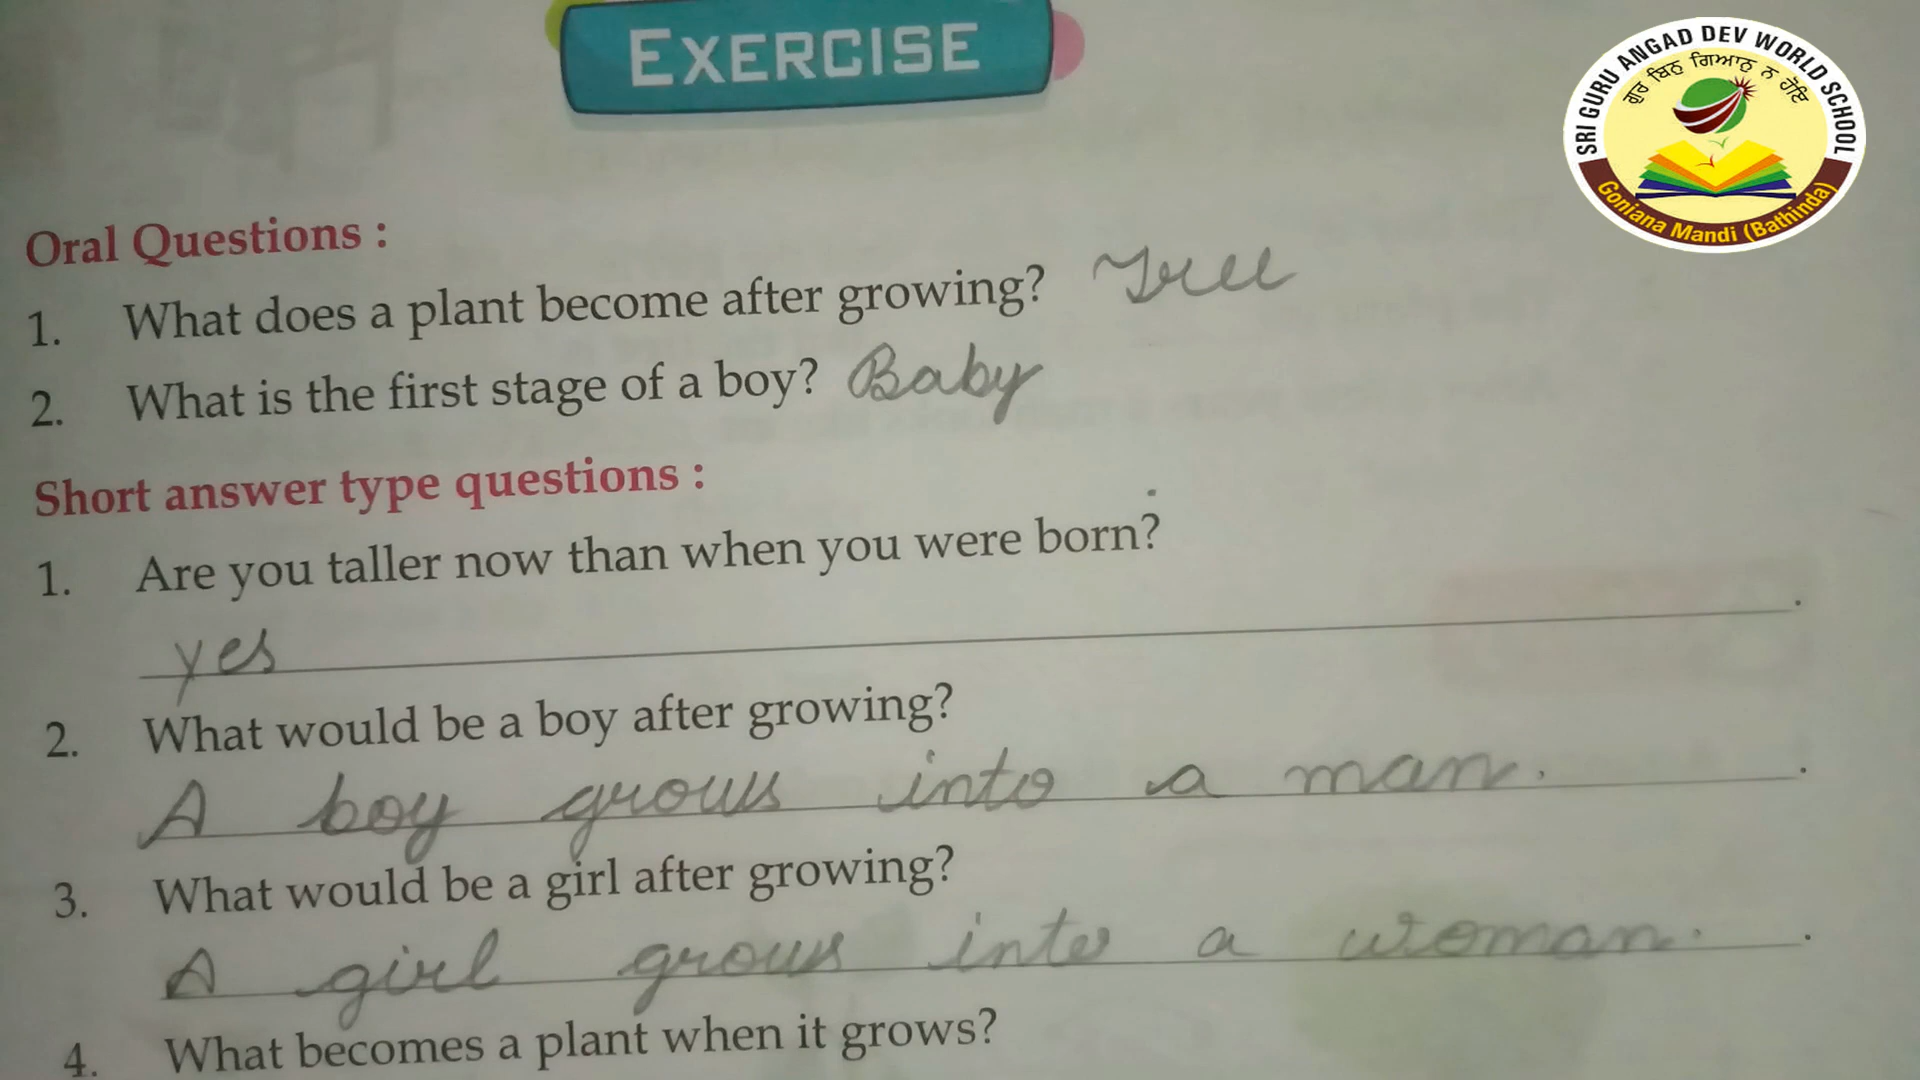 EXERCISE
SRI GURU ANGAD DEV WORLD SCHOOL
ਗੁਰ ਬਿਨੁ ਗਿਆਨੁ ਨ ਹੋਇ
Goniana Mandi (Bathinda)
Oral Questions :
1. What does a plant become after growing? Tree
2. What is the first stage of a boy? Baby
Short answer type questions :
1. Are you taller now than when you were born?
yes .
2. What would be a boy after growing?
A boy grows into a man. .
3. What would be a girl after growing?
A girl grows into a woman. .
4. What becomes a plant when it grows?